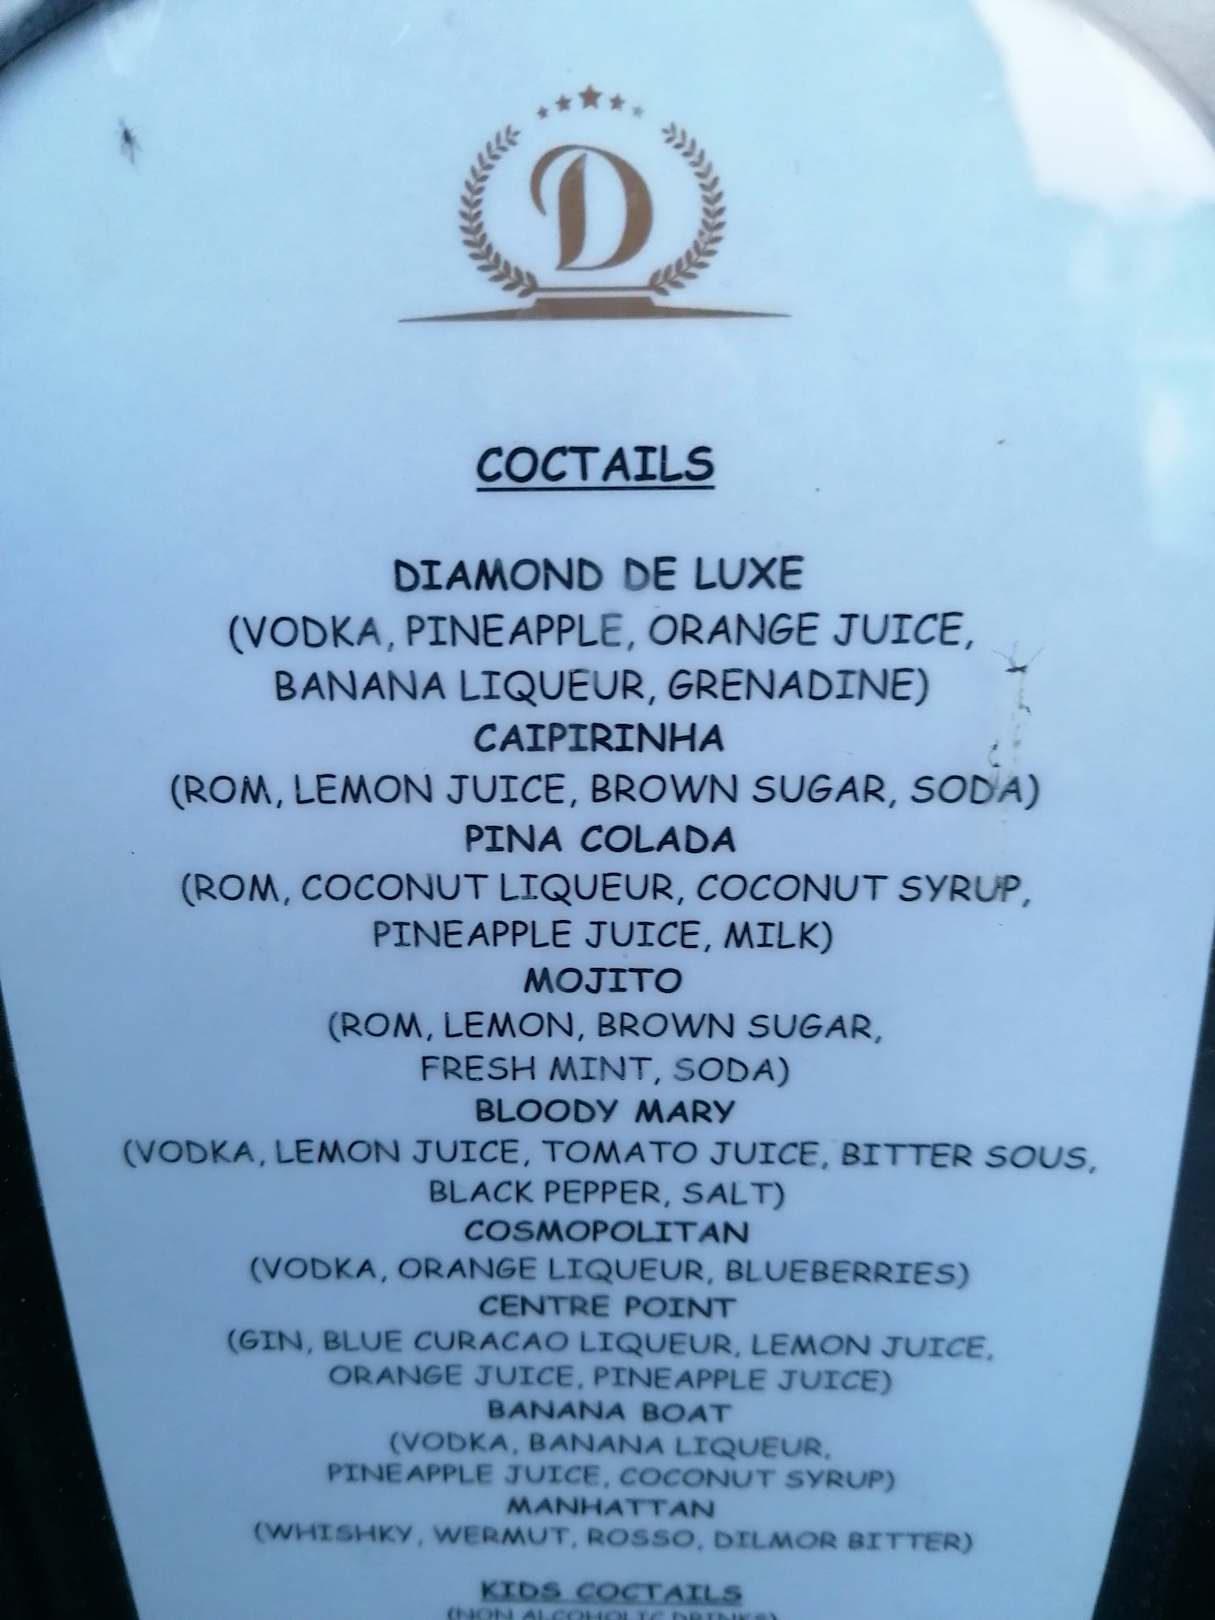 D
COCTAILS
DIAMOND DE LUXE
(VODKA, PINEAPPLE, ORANGE JUICE,
BANANA LIQUEUR, GRENADINE)
CAIPIRINHA
(ROM, LEMON JUICE, BROWN SUGAR, SODA)
PINA COLADA
(ROM, COCONUT LIQUEUR, COCONUT SYRUP,
PINEAPPLE JUICE, MILK)
MOJITO
(ROM, LEMON, BROWN SUGAR,
FRESH MINT, SODA)
BLOODY MARY
(VODKA, LEMON JUICE, TOMATO JUICE, BITTER SOUS,
BLACK PEPPER, SALT)
COSMOPOLITAN
(VODKA, ORANGE LIQUEUR, BLUEBERRIES)
CENTRE POINT
(GIN, BLUE CURACAO LIQUEUR, LEMON JUICE,
ORANGE JUICE, PINEAPPLE JUICE)
BANANA BOAT
(VODKA, BANANA LIQUEUR,
PINEAPPLE JUICE, COCONUT SYRUP)
MANHATTAN
(WHISHKY, WERMUT, ROSSO, DILMOR BITTER)
KIDS COCTAILS
(NON ALCOHOLIC DRINKS)